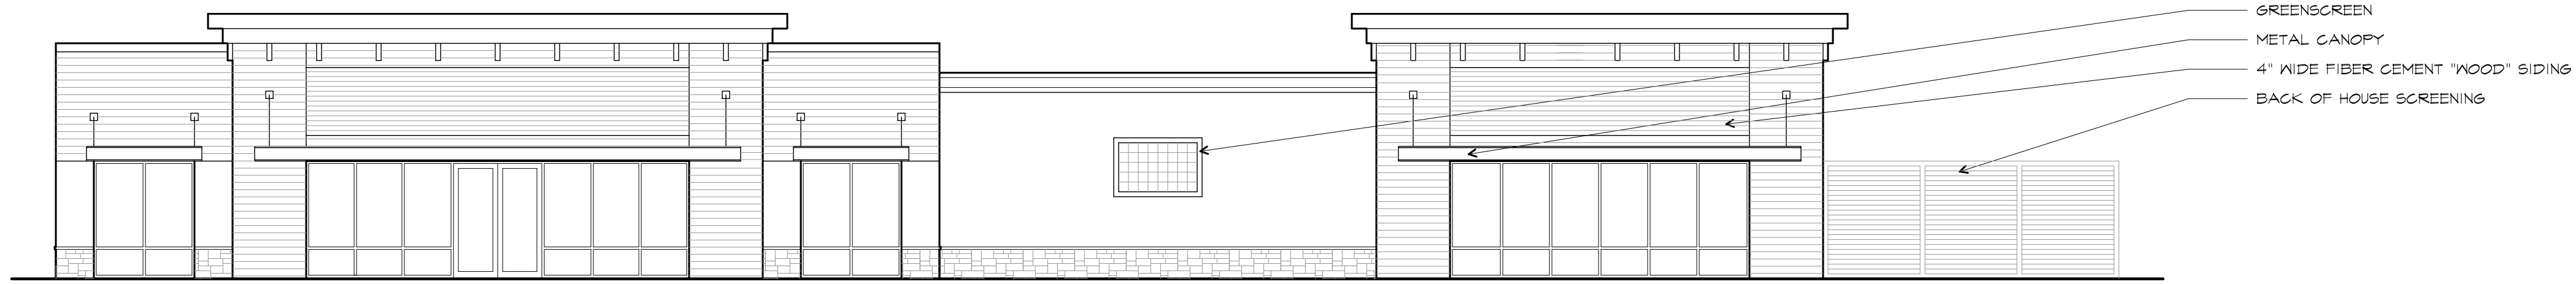 GREENSCREEN
METAL CANOPY
4" WIDE FIBER CEMENT "WOOD" SIDING
BACK OF HOUSE SCREENING